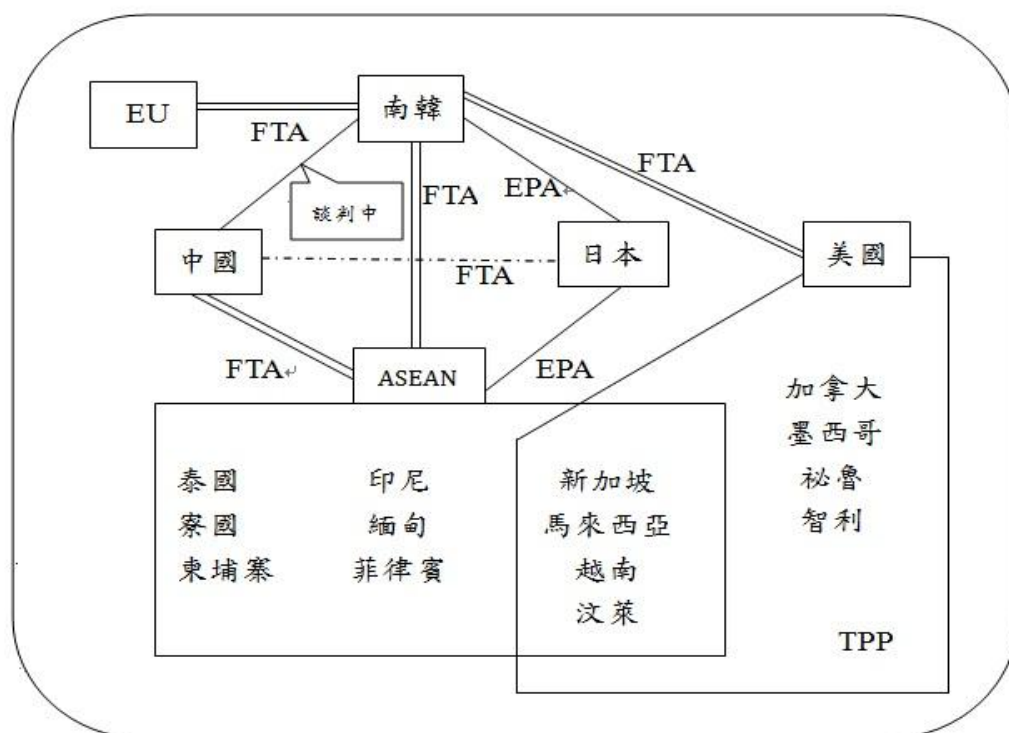 EU
南韓
FTA
FTA
EPA
FTA
談判中
中國
FTA
日本
美國
FTA
ASEAN
EPA
泰國
印尼
新加坡
加拿大
寮國
緬甸
馬來西亞
墨西哥
柬埔寨
菲律賓
越南
祕魯
汶萊
智利
TPP